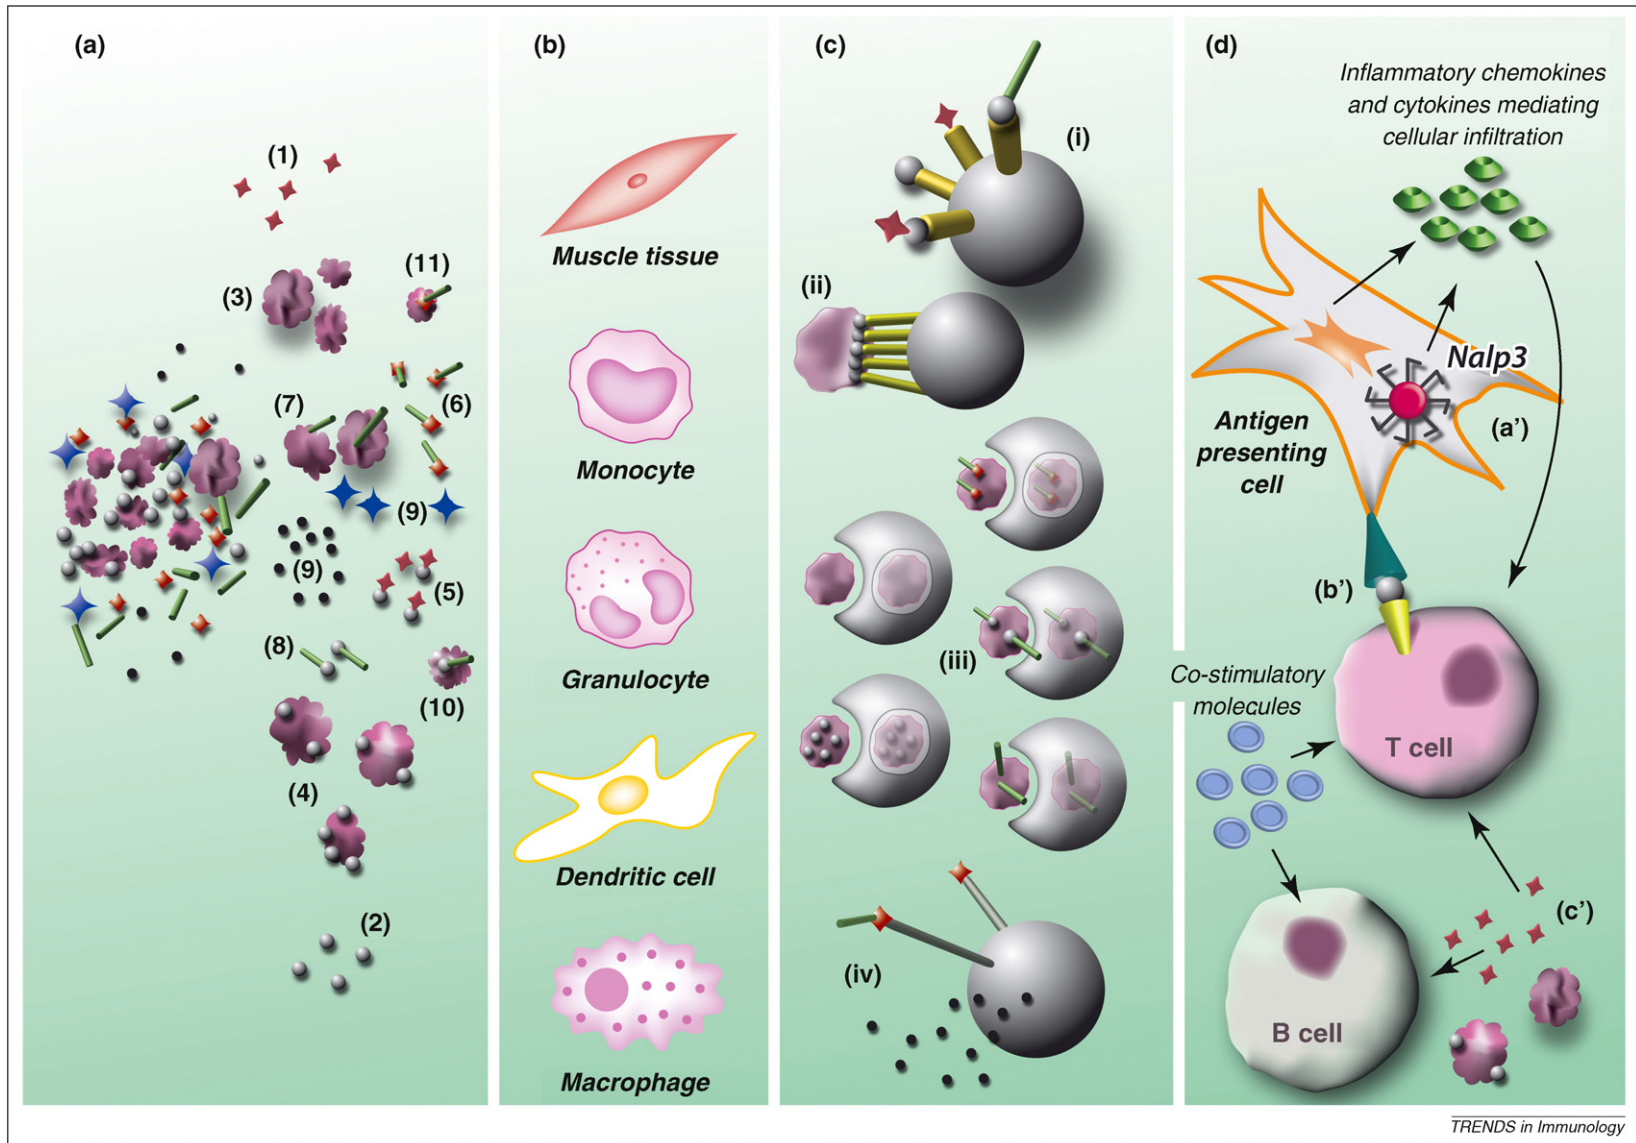 (a)
(1)
(3)
(11)
(7)
(6)
(9)
(9)
(5)
(8)
(10)
(4)
(2)
(b)
Muscle tissue
Monocyte
Granulocyte
Dendritic cell
Macrophage
(c)
(i)
(ii)
(iii)
(iv)
(d)
Inflammatory chemokines
and cytokines mediating
cellular infiltration
Nalp3
(a')
Antigen
presenting
cell
(b')
Co-stimulatory
molecules
T cell
(c')
B cell
TRENDS in Immunology